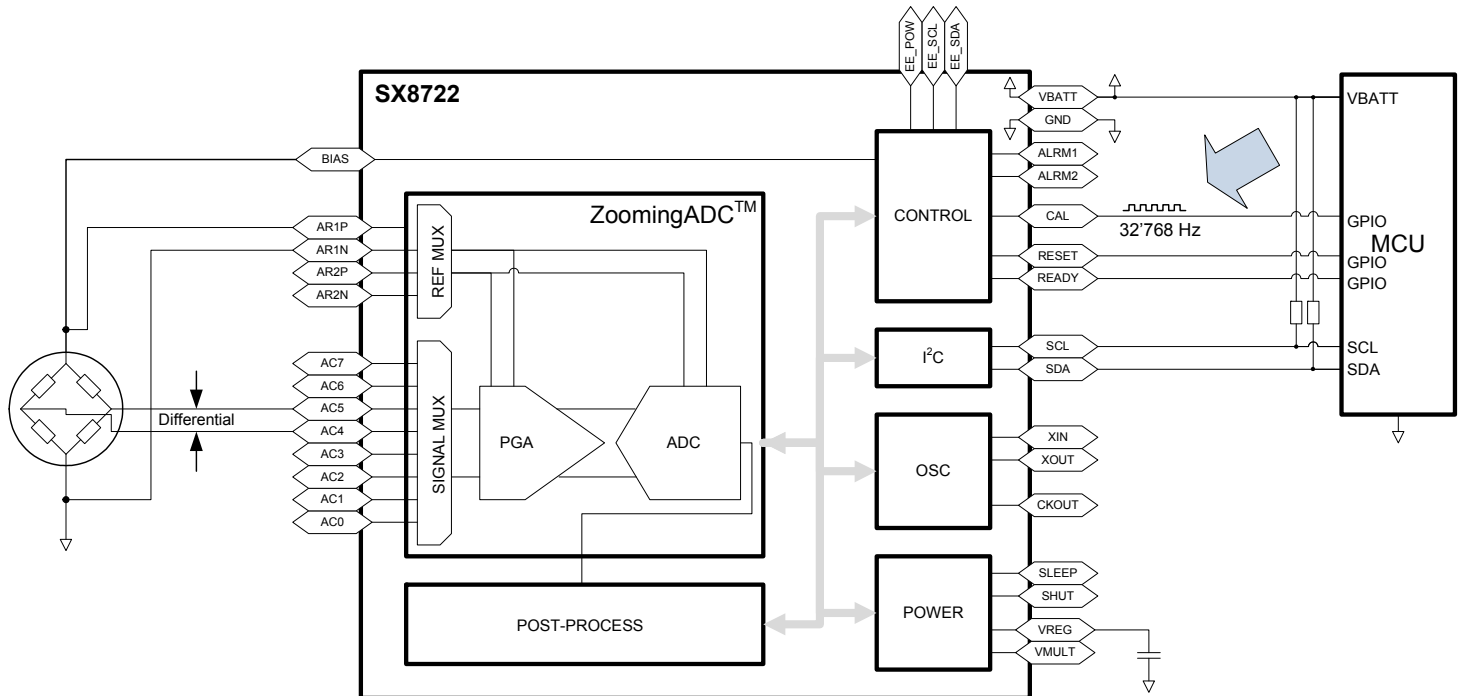 EE_POW
EE_SCL
EE_SDA
SX8722
VBATT
GND
VBATT
BIAS
ALRM1
ALRM2
ZoomingADC™
CONTROL
CAL
32'768 Hz
GPIO
MCU
AR1P
AR1N
AR2P
AR2N
REF MUX
RESET
READY
GPIO
GPIO
I²C
SCL
SDA
SCL
SDA
AC7
AC6
AC5
AC4
AC3
AC2
AC1
AC0
Differential
SIGNAL MUX
PGA
ADC
OSC
XIN
XOUT
CKOUT
POST-PROCESS
POWER
SLEEP
SHUT
VREG
VMULT